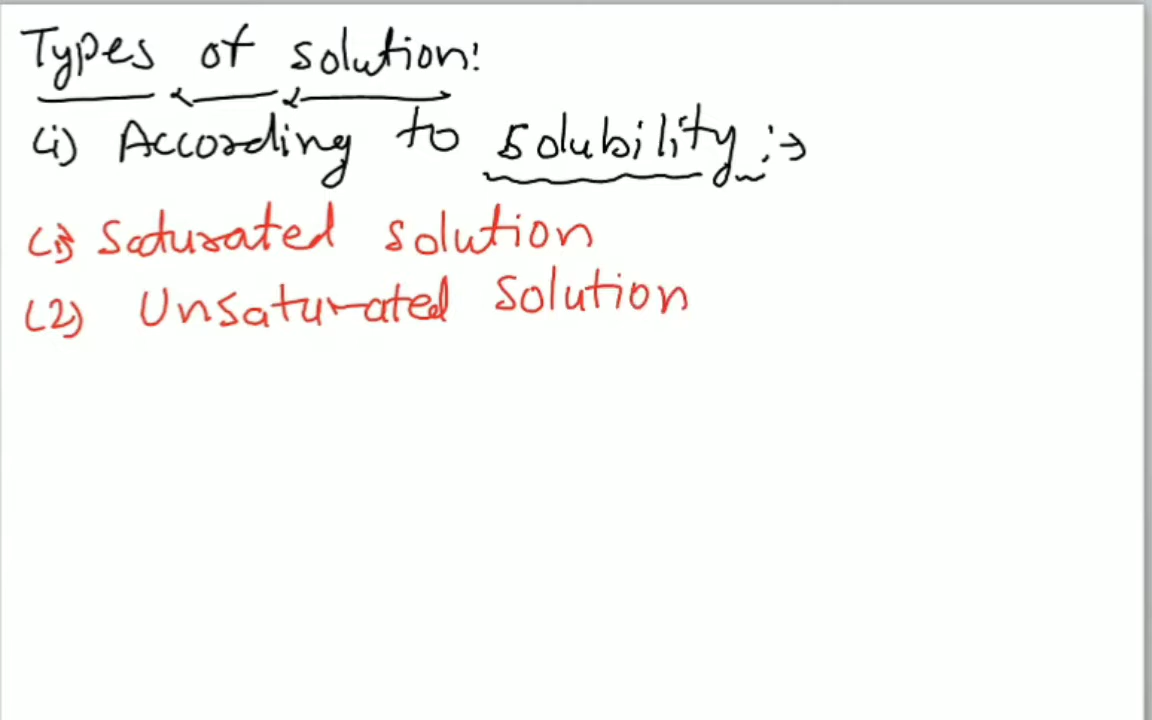 Types of solution:
(i) According to solubility :→
(1) Saturated solution
(2) Unsaturated solution